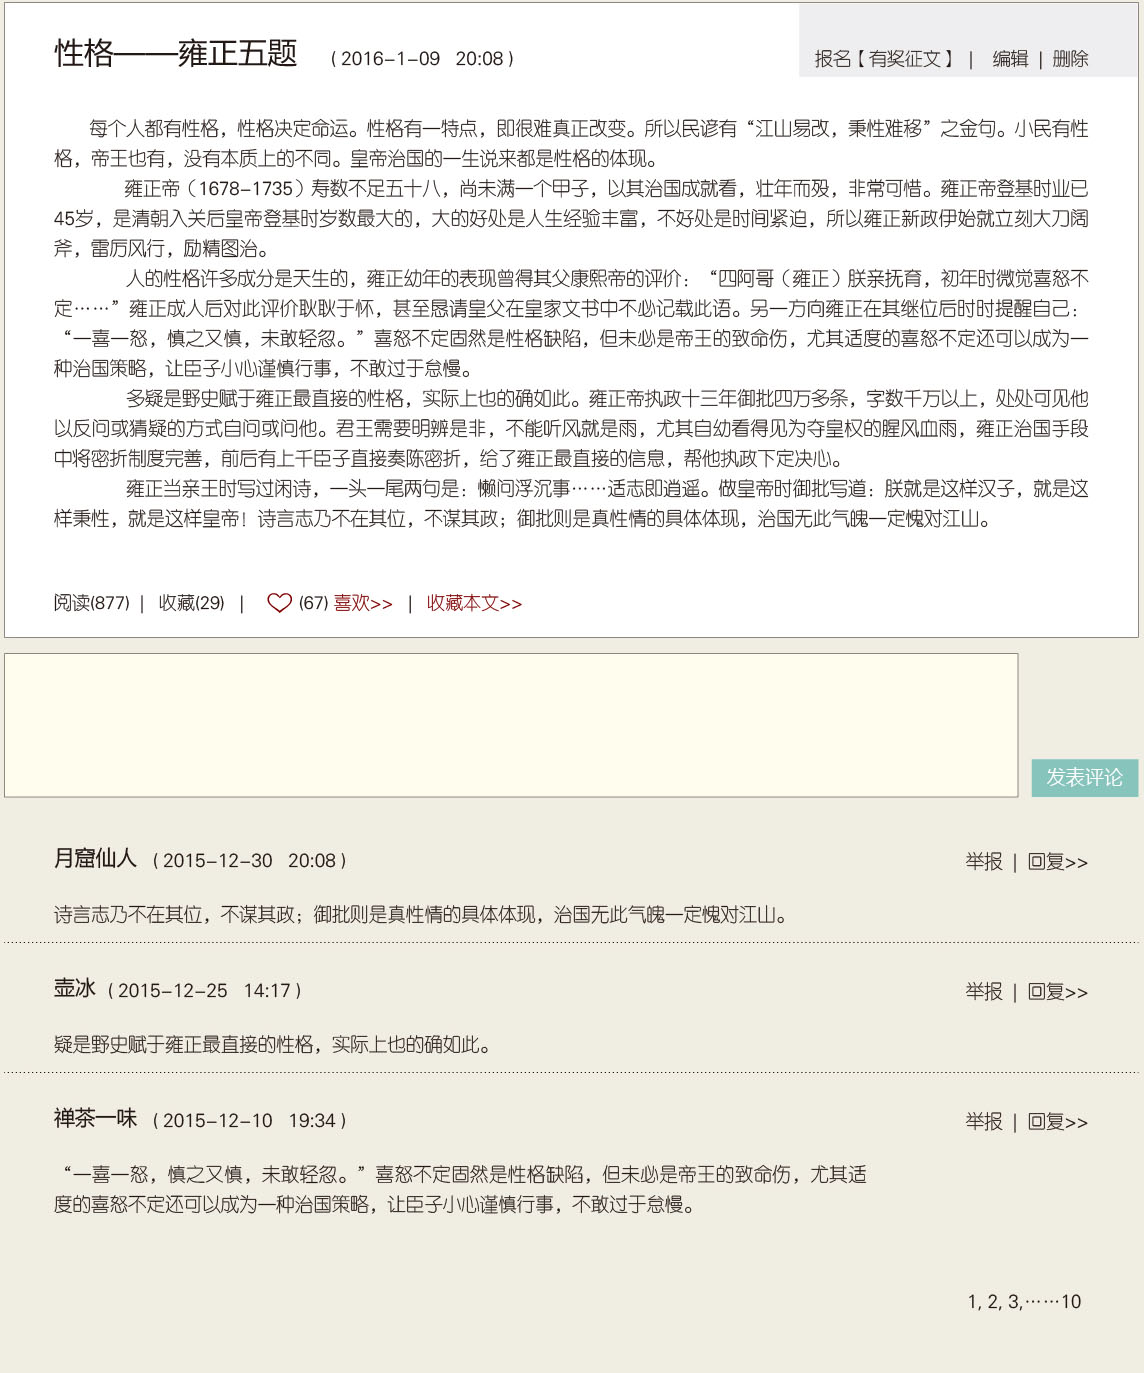 性格——雍正五题 （2016-1-09 20:08）
报名【有奖征文】 | 编辑 | 删除
每个人都有性格，性格决定命运。性格有一特点，即很难真正改变。所以民谚有“江山易改，秉性难移”之金句。小民有性
格，帝王也有，没有本质上的不同。皇帝治国的一生说来都是性格的体现。
雍正帝（1678-1735）寿数不足五十八，尚未满一个甲子，以其治国成就看，壮年而殁，非常可惜。雍正帝登基时业已
45岁，是清朝入关后皇帝登基时岁数最大的，大的好处是人生经验丰富，不好处是时间紧迫，所以雍正新政伊始就立刻大刀阔
斧，雷厉风行，励精图治。
人的性格许多成分是天生的，雍正幼年的表现曾得其父康熙帝的评价：“四阿哥（雍正）朕亲抚育，初年时微觉喜怒不
定……”雍正成人后对此评价耿耿于怀，甚至恳请皇父在皇家文书中不必记载此语。另一方向雍正在其继位后时时提醒自己：
“一喜一怒，慎之又慎，未敢轻忽。”喜怒不定固然是性格缺陷，但未必是帝王的致命伤，尤其适度的喜怒不定还可以成为一
种治国策略，让臣子小心谨慎行事，不敢过于怠慢。
多疑是野史赋于雍正最直接的性格，实际上也的确如此。雍正帝执政十三年御批四万多条，字数千万以上，处处可见他
以反问或猜疑的方式自问或问他。君王需要明辨是非，不能听风就是雨，尤其自幼看得见为夺皇权的腥风血雨，雍正治国手段
中将密折制度完善，前后有上千臣子直接奏陈密折，给了雍正最直接的信息，帮他执政下定决心。
雍正当亲王时写过闲诗，一头一尾两句是：懒问浮沉事……适志即逍遥。做皇帝时御批写道：朕就是这样汉子，就是这
样秉性，就是这样皇帝！诗言志乃不在其位，不谋其政；御批则是真性情的具体体现，治国无此气魄一定愧对江山。
阅读(877) | 收藏(29) | (67) 喜欢>> | 收藏本文>>
发表评论
月窟仙人 （2015-12-30 20:08）
举报 | 回复>>
诗言志乃不在其位，不谋其政；御批则是真性情的具体体现，治国无此气魄一定愧对江山。
壶冰 （2015-12-25 14:17）
举报 | 回复>>
疑是野史赋于雍正最直接的性格，实际上也的确如此。
禅茶一味 （2015-12-10 19:34）
举报 | 回复>>
“一喜一怒，慎之又慎，未敢轻忽。”喜怒不定固然是性格缺陷，但未必是帝王的致命伤，尤其适
度的喜怒不定还可以成为一种治国策略，让臣子小心谨慎行事，不敢过于怠慢。
1, 2, 3,……10